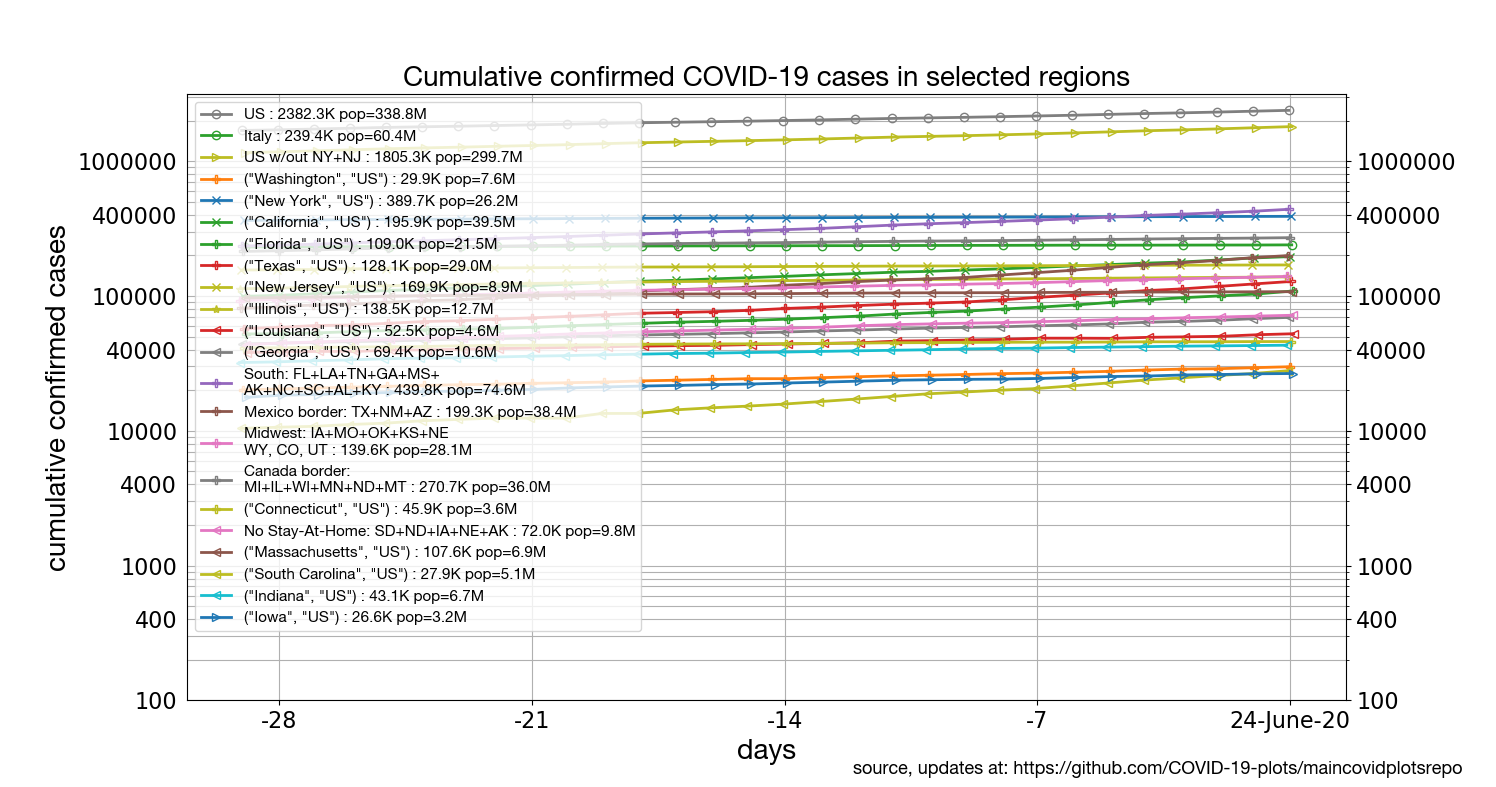 Cumulative confirmed COVID-19 cases in selected regions
US : 2382.3K pop=338.8M
Italy : 239.4K pop=60.4M
US w/out NY+NJ : 1805.3K pop=299.7M
("Washington", "US") : 29.9K pop=7.6M
("New York", "US") : 389.7K pop=26.2M
("California", "US") : 195.9K pop=39.5M
("Florida", "US") : 109.0K pop=21.5M
("Texas", "US") : 128.1K pop=29.0M
("New Jersey", "US") : 169.9K pop=8.9M
("Illinois", "US") : 138.5K pop=12.7M
("Louisiana", "US") : 52.5K pop=4.6M
("Georgia", "US") : 69.4K pop=10.6M
South: FL+LA+TN+GA+MS+
AK+NC+SC+AL+KY : 439.8K pop=74.6M
Mexico border: TX+NM+AZ : 199.3K pop=38.4M
Midwest: IA+MO+OK+KS+NE
WY, CO, UT : 139.6K pop=28.1M
Canada border:
MI+IL+WI+MN+ND+MT : 270.7K pop=36.0M
("Connecticut", "US") : 45.9K pop=3.6M
No Stay-At-Home: SD+ND+IA+NE+AK : 72.0K pop=9.8M
("Massachusetts", "US") : 107.6K pop=6.9M
("South Carolina", "US") : 27.9K pop=5.1M
("Indiana", "US") : 43.1K pop=6.7M
("Iowa", "US") : 26.6K pop=3.2M
cumulative confirmed cases
1000000
400000
100000
40000
10000
4000
1000
400
100
1000000
400000
100000
40000
10000
4000
1000
400
100
-28 -21 -14 -7 24-June-20
days
source, updates at: https://github.com/COVID-19-plots/maincovidplotsrepo